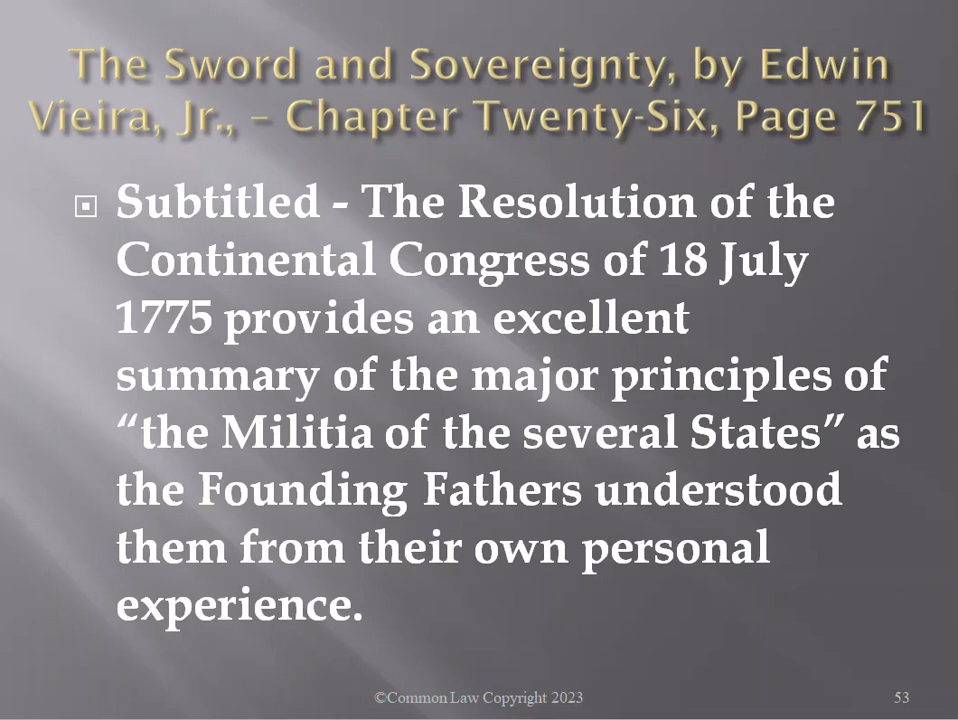 The Sword and Sovereignty, by Edwin
Vieira, Jr., – Chapter Twenty-Six, Page 751
Subtitled - The Resolution of the
Continental Congress of 18 July
1775 provides an excellent
summary of the major principles of
“the Militia of the several States” as
the Founding Fathers understood
them from their own personal
experience.
©Common Law Copyright 2023
53